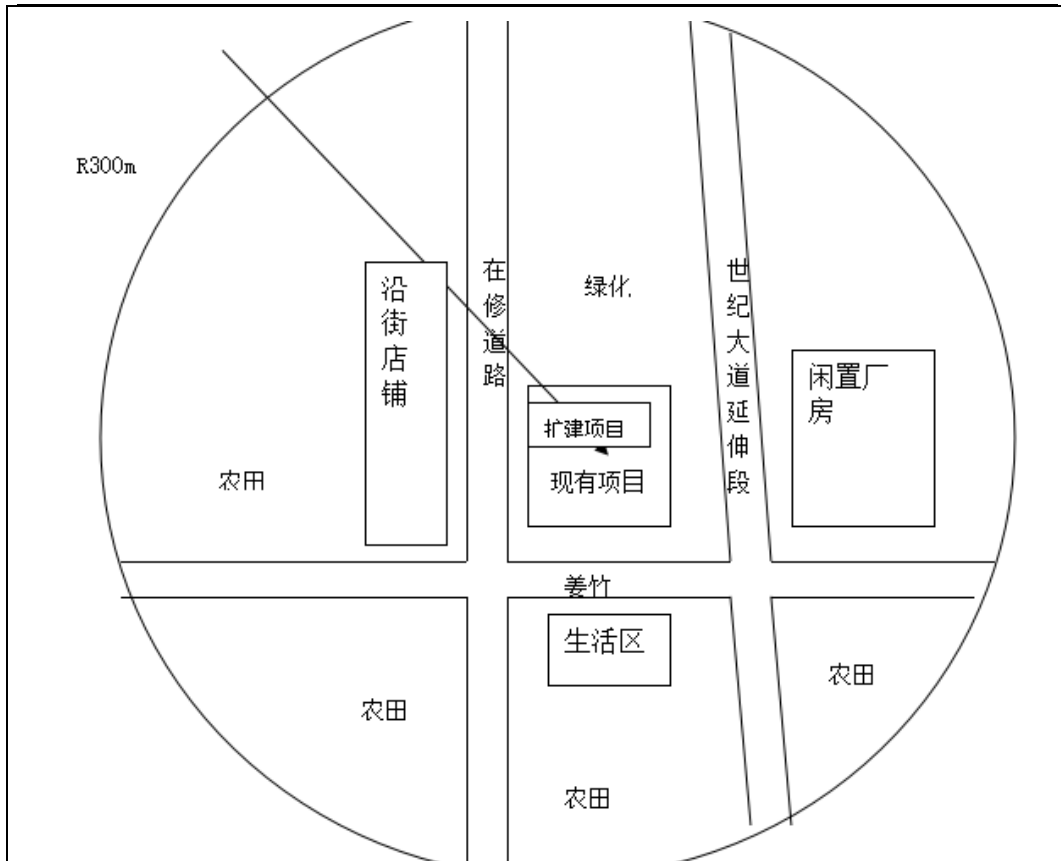 R300m
在修道路
世纪大道延伸段
沿街店铺
绿化
闲置厂
房
扩建项目
农田
现有项目
姜竹
生活区
农田
农田
农田